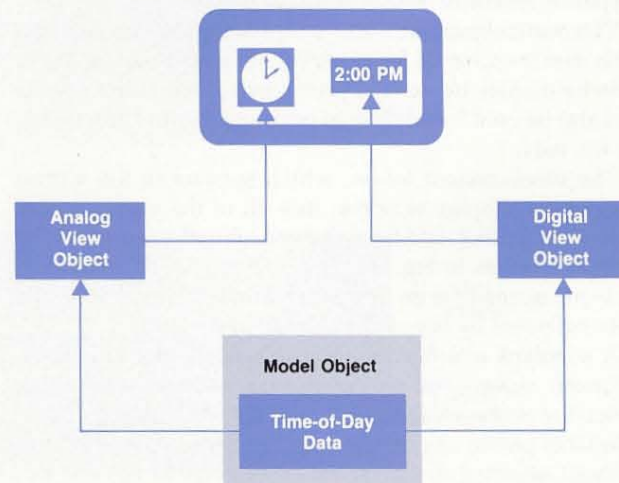 2:00 PM
Analog
View
Object
Digital
View
Object
Model Object
Time-of-Day
Data